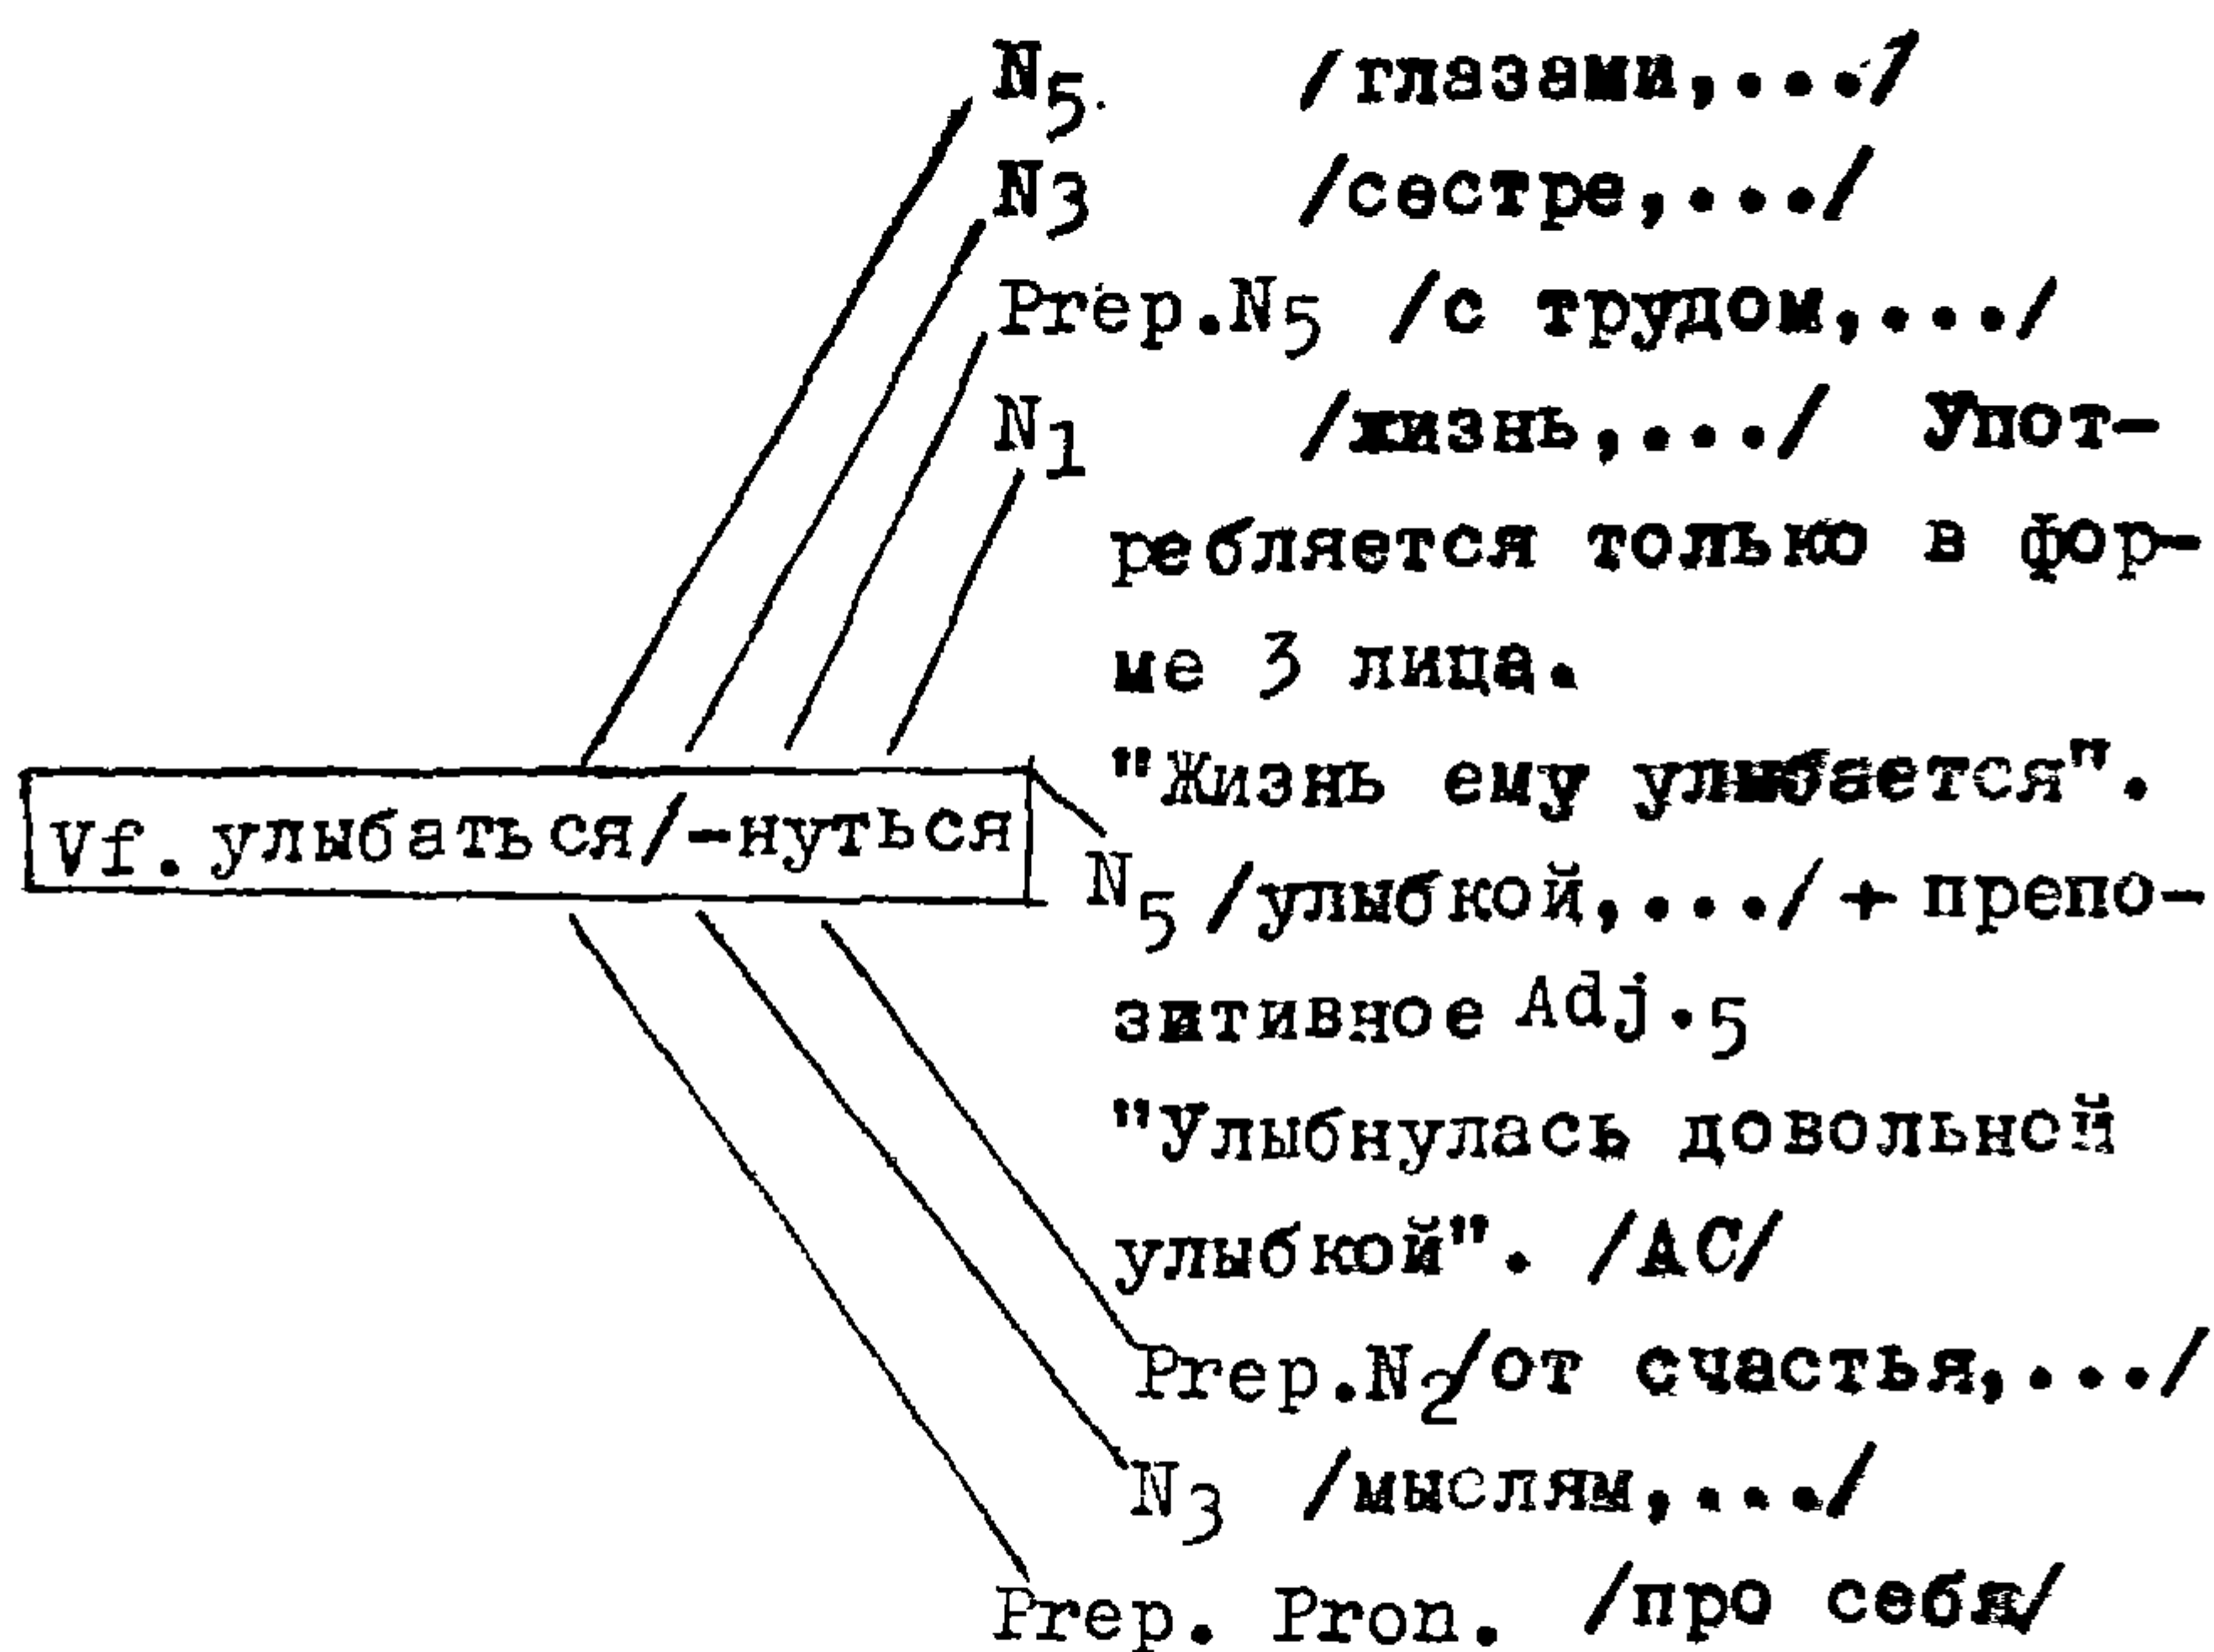 N5 /глазами,.../
N3 /сестре,.../
Prep.N5 /с трудом,.../
N1 /жизнь,.../ Упот-
ребляется только в фор-
ме 3 лица.
"Жизнь ему улыбается".
Vf. улыбаться/-нуться
N5 /улыбкой,.../ + препо-
зитивное Adj.5
"Улыбнулась довольной
улыбкой". /АС/
Prep.N2 /от счастья,.../
N3 /мыслям,.../
Prep. Pron. /про себя/